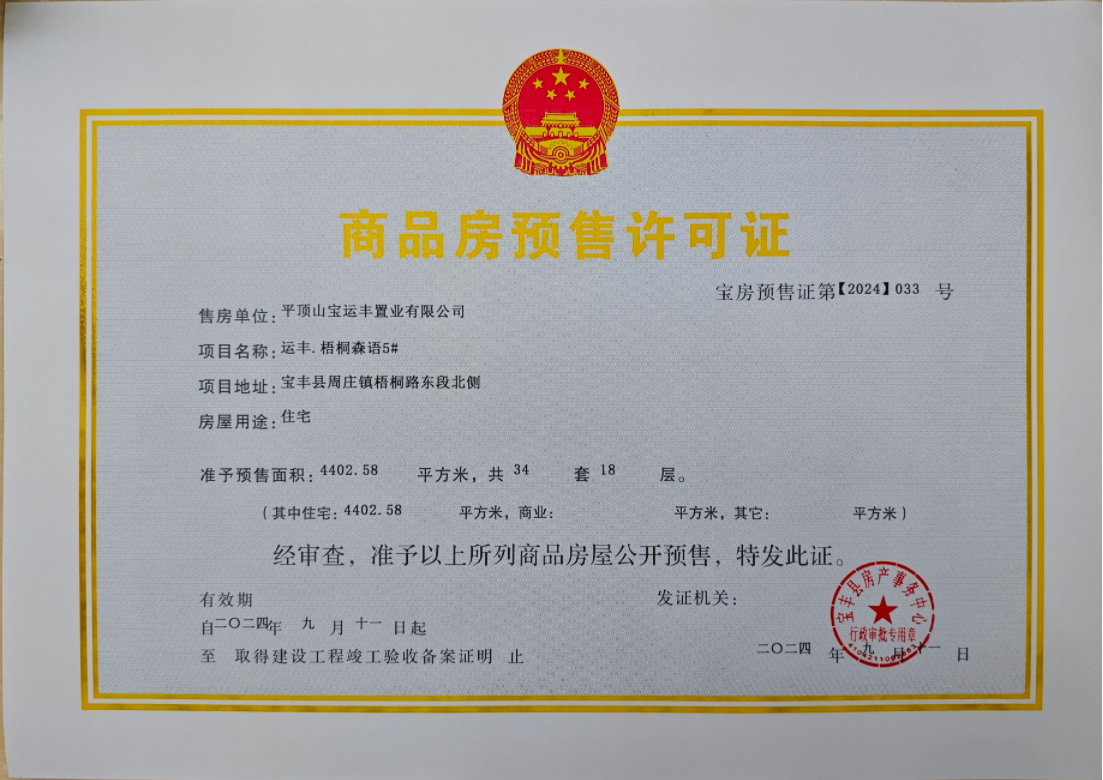 商品房预售许可证
宝房预售证第【2024】033 号
售房单位：平顶山宝运丰置业有限公司
项目名称：运丰.梧桐森语5#
项目地址：宝丰县周庄镇梧桐路东段北侧
房屋用途：住宅
准予预售面积：4402.58 平方米，共 34 套 18 层。
（其中住宅：4402.58 平方米，商业： 平方米，其它： 平方米）
经审查，准予以上所列商品房屋公开预售，特发此证。
有效期
发证机关：
自二〇二四年 九 月 十一 日起
至 取得建设工程竣工验收备案证明 止
二〇二四 年 九 月 十一 日
宝丰县房产事务中心
行政审批专用章